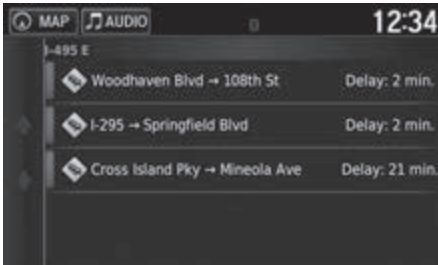 MAP AUDIO 12:34
I-495 E
Woodhaven Blvd → 108th St Delay: 2 min.
I-295 → Springfield Blvd Delay: 2 min.
Cross Island Pky → Mineola Ave Delay: 21 min.